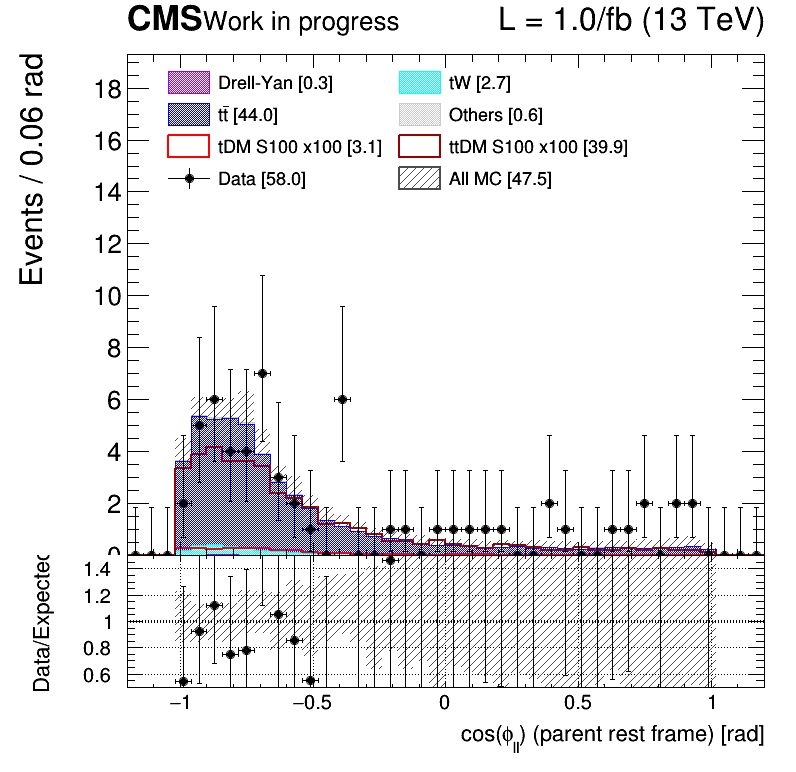 CMS Work in progress L = 1.0/fb (13 TeV)
Events / 0.06 rad
Drell-Yan [0.3] tW [2.7]
tt̄ [44.0] Others [0.6]
tDM S100 x100 [3.1] ttDM S100 x100 [39.9]
Data [58.0] All MC [47.5]
18
16
14
12
10
8
6
4
2
0
Data/Expected
1.4
1.2
1
0.8
0.6
−1 −0.5 0 0.5 1
cos(ϕ_ll) (parent rest frame) [rad]